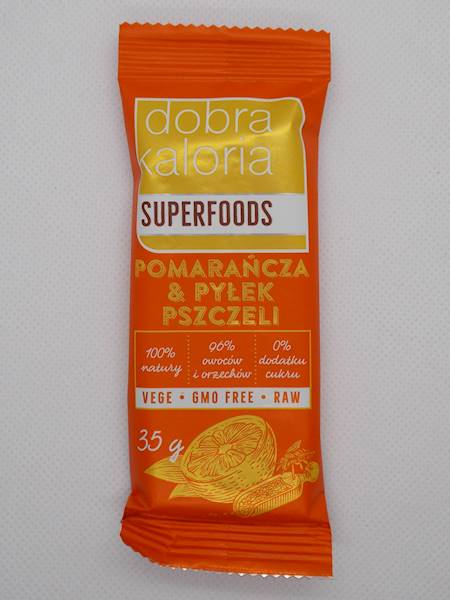 dobra
kaloria
SUPERFOODS
POMARAŃCZA
& PYŁEK
PSZCZELI
100%
natury
96%
owoców
i orzechów
0%
dodatku
cukru
VEGE • GMO FREE • RAW
35 g